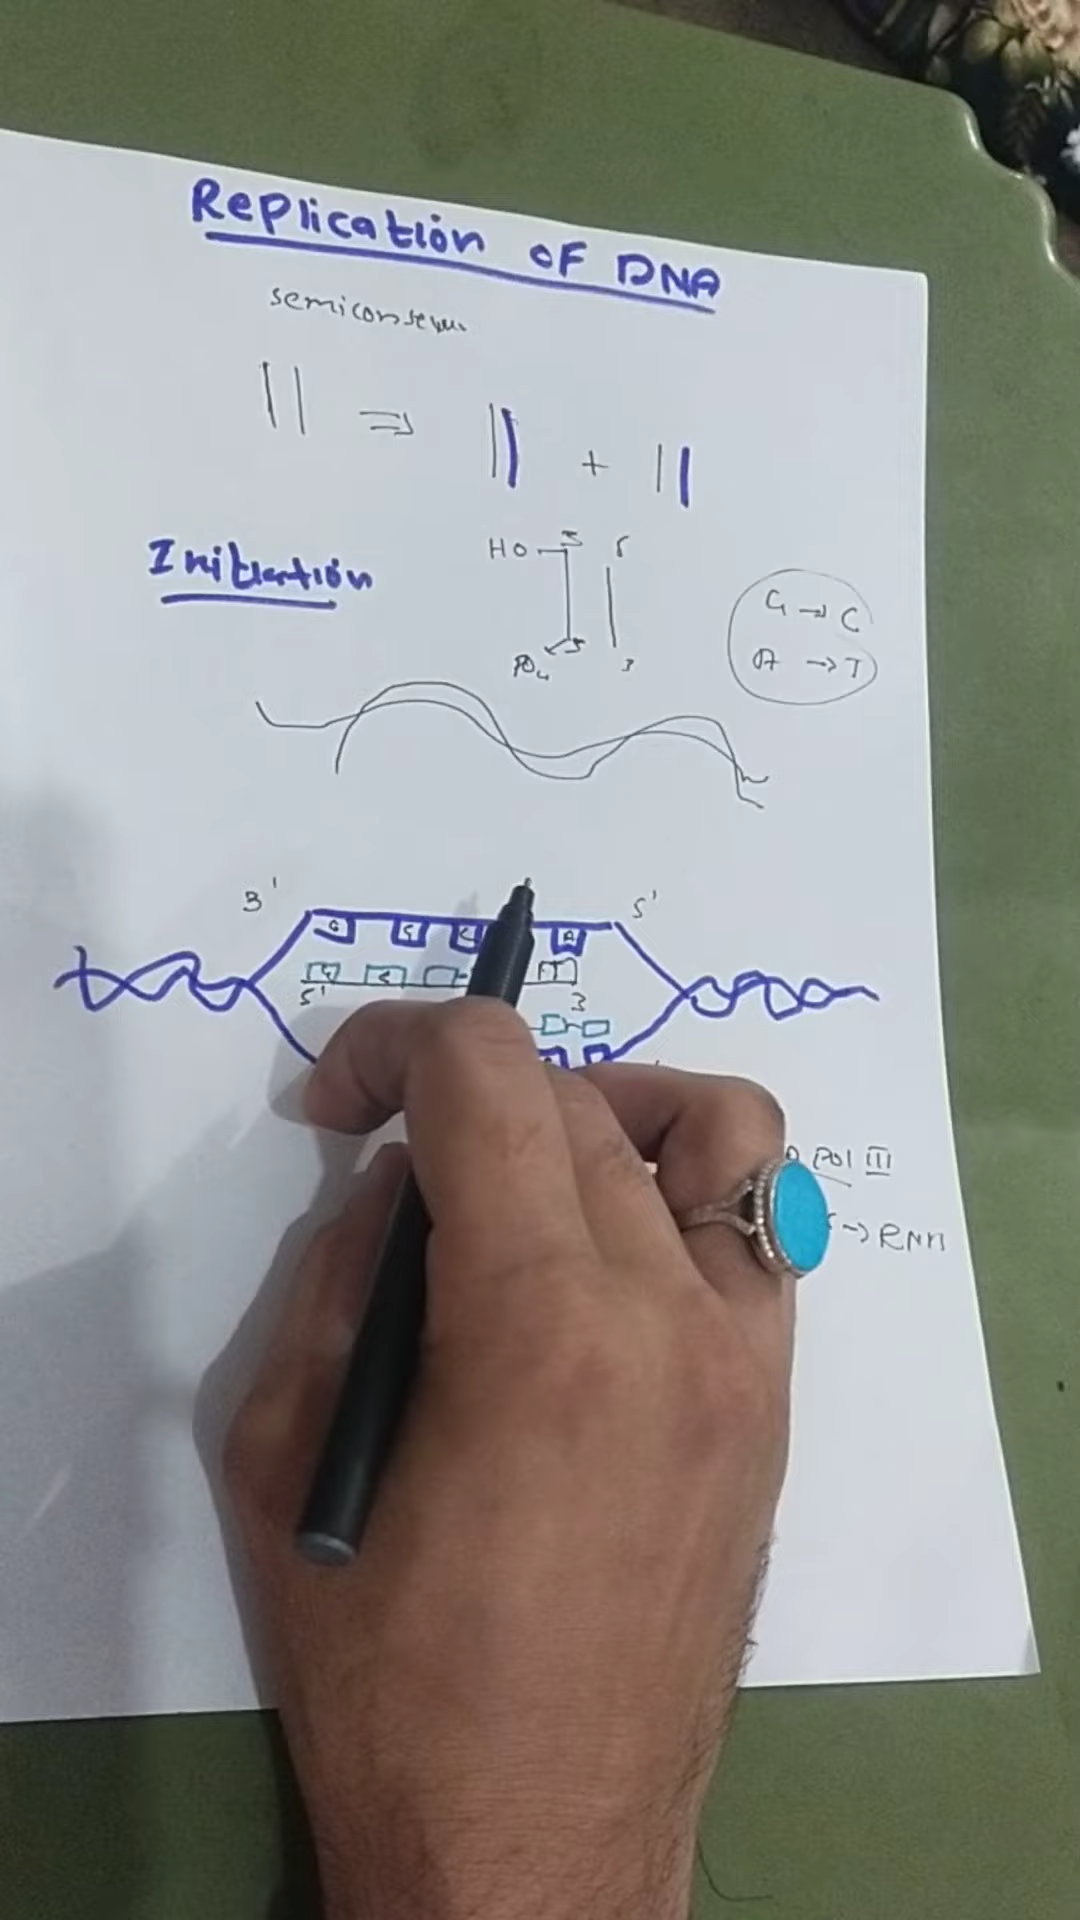 Replication OF DNA
semiconserv
⇒ +
Initiation
HO 3 5
PO4 5 3
G → C
A → T
3' 5'
G G C A
C T
5' 3
Pol III
→ RNA